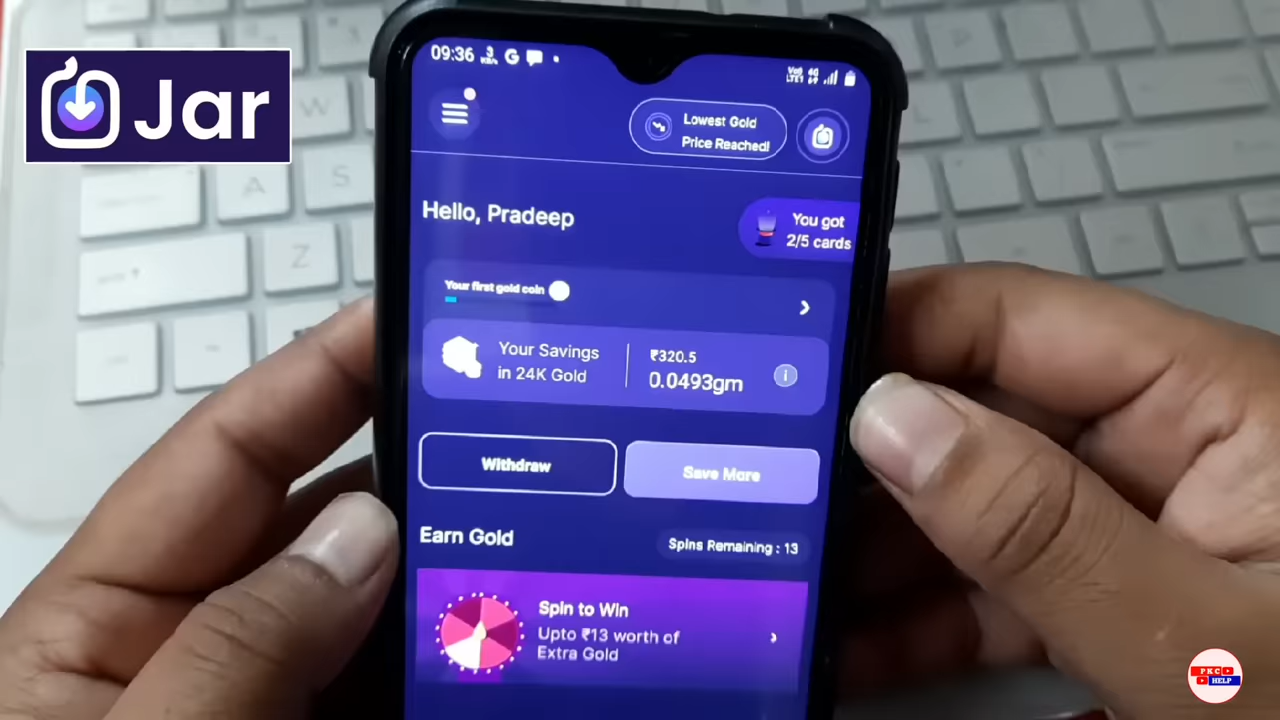 Jar
09:36
3
KB/s
G
Lowest Gold
Price Reached!
Hello, Pradeep
You got
2/5 cards
Your first gold coin
Your Savings
in 24K Gold
₹320.5
0.0493gm
i
Withdraw
Save More
Earn Gold
Spins Remaining : 13
Spin to Win
Upto ₹13 worth of
Extra Gold
W
A
S
Z
PKC
HELP